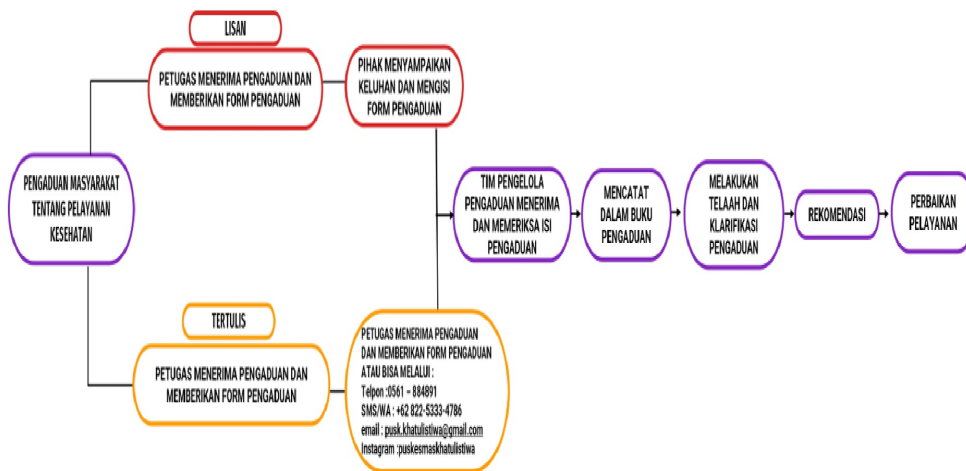 LISAN
PETUGAS MENERIMA PENGADUAN DAN
MEMBERIKAN FORM PENGADUAN
PIHAK MENYAMPAIKAN
KELUHAN DAN MENGISI
FORM PENGADUAN
PENGADUAN MASYARAKAT
TENTANG PELAYANAN
KESEHATAN
TERTULIS
PETUGAS MENERIMA PENGADUAN DAN
MEMBERIKAN FORM PENGADUAN
PETUGAS MENERIMA PENGADUAN
DAN MEMBERIKAN FORM PENGADUAN
ATAU BISA MELALUI :
Telpon :0561 – 884891
SMS/WA : +62 822-5333-4786
email : pusk.khatulistiwa@gmail.com
Instagram :puskesmaskhatulistiwa
TIM PENGELOLA
PENGADUAN MENERIMA
DAN MEMERIKSA ISI
PENGADUAN
MENCATAT
DALAM BUKU
PENGADUAN
MELAKUKAN
TELAAH DAN
KLARIFIKASI
PENGADUAN
REKOMENDASI
PERBAIKAN
PELAYANAN